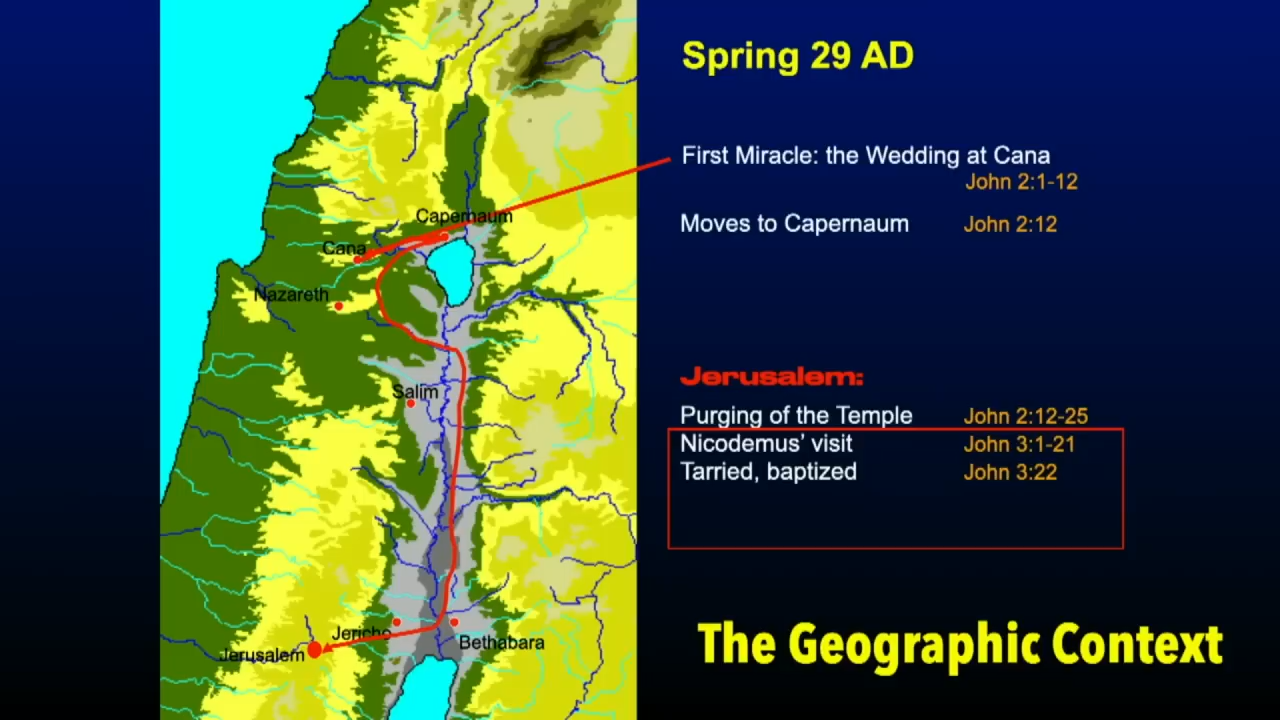 Spring 29 AD
First Miracle: the Wedding at Cana
John 2:1-12
Moves to Capernaum John 2:12
Jerusalem:
Purging of the Temple John 2:12-25
Nicodemus’ visit John 3:1-21
Tarried, baptized John 3:22
The Geographic Context
Capernaum
Cana
Nazareth
Salim
Jericho
Bethabara
Jerusalem